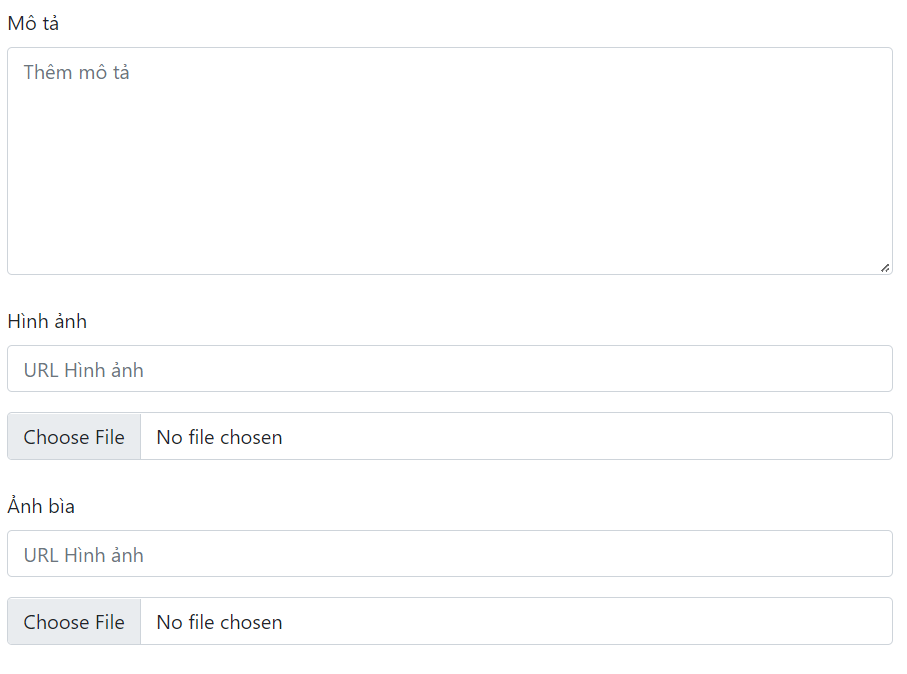 Mô tả
Thêm mô tả
Hình ảnh
URL Hình ảnh
Choose File No file chosen
Ảnh bìa
URL Hình ảnh
Choose File No file chosen